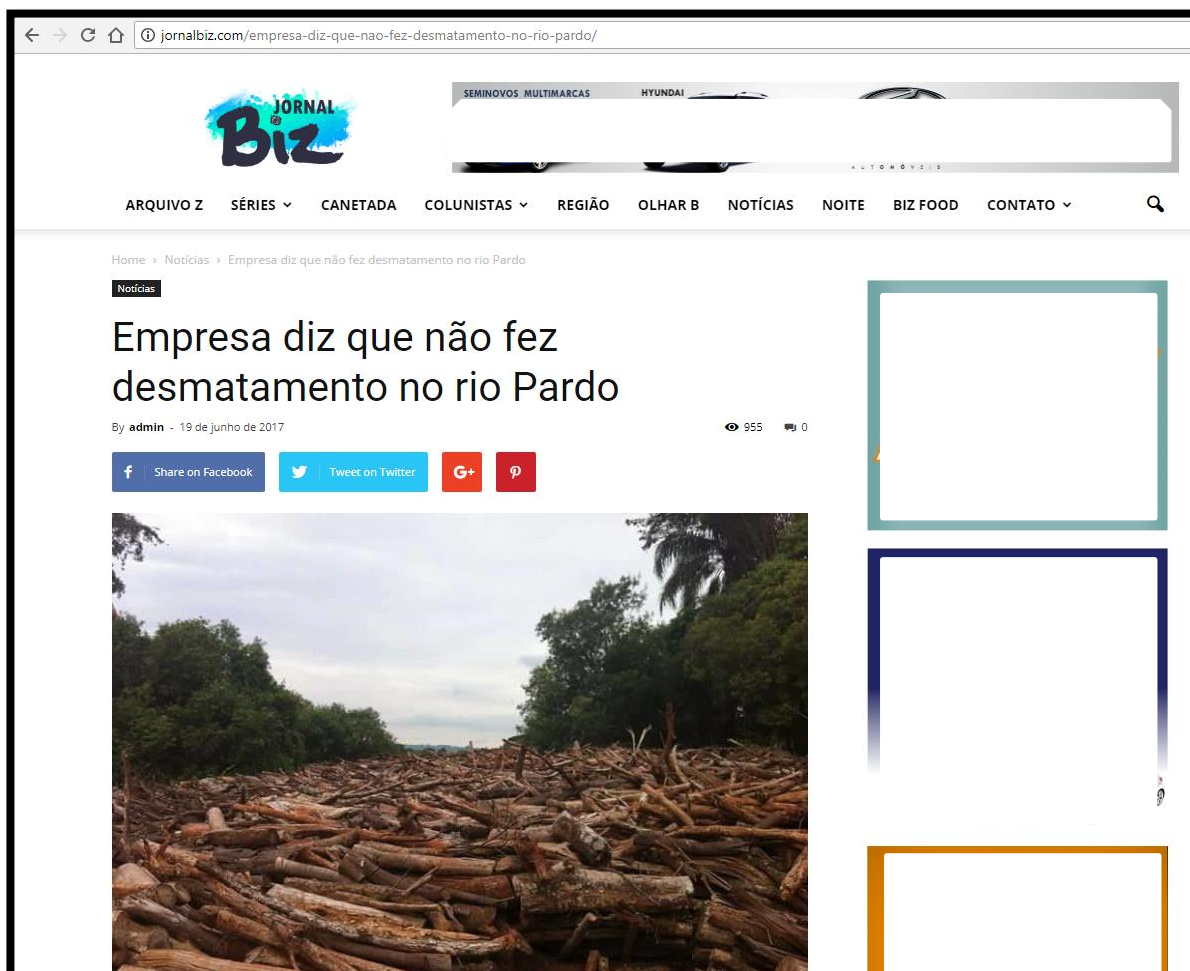 jornalbiz.com/empresa-diz-que-nao-fez-desmatamento-no-rio-pardo/
JORNAL
Biz
SEMINOVOS MULTIMARCAS
HYUNDAI
AUTOMÓVEIS
ARQUIVO Z SÉRIES CANETADA COLUNISTAS REGIÃO OLHAR B NOTÍCIAS NOITE BIZ FOOD CONTATO
Home › Notícias › Empresa diz que não fez desmatamento no rio Pardo
Notícias
Empresa diz que não fez
desmatamento no rio Pardo
By admin - 19 de junho de 2017 955 0
f Share on Facebook Tweet on Twitter G+